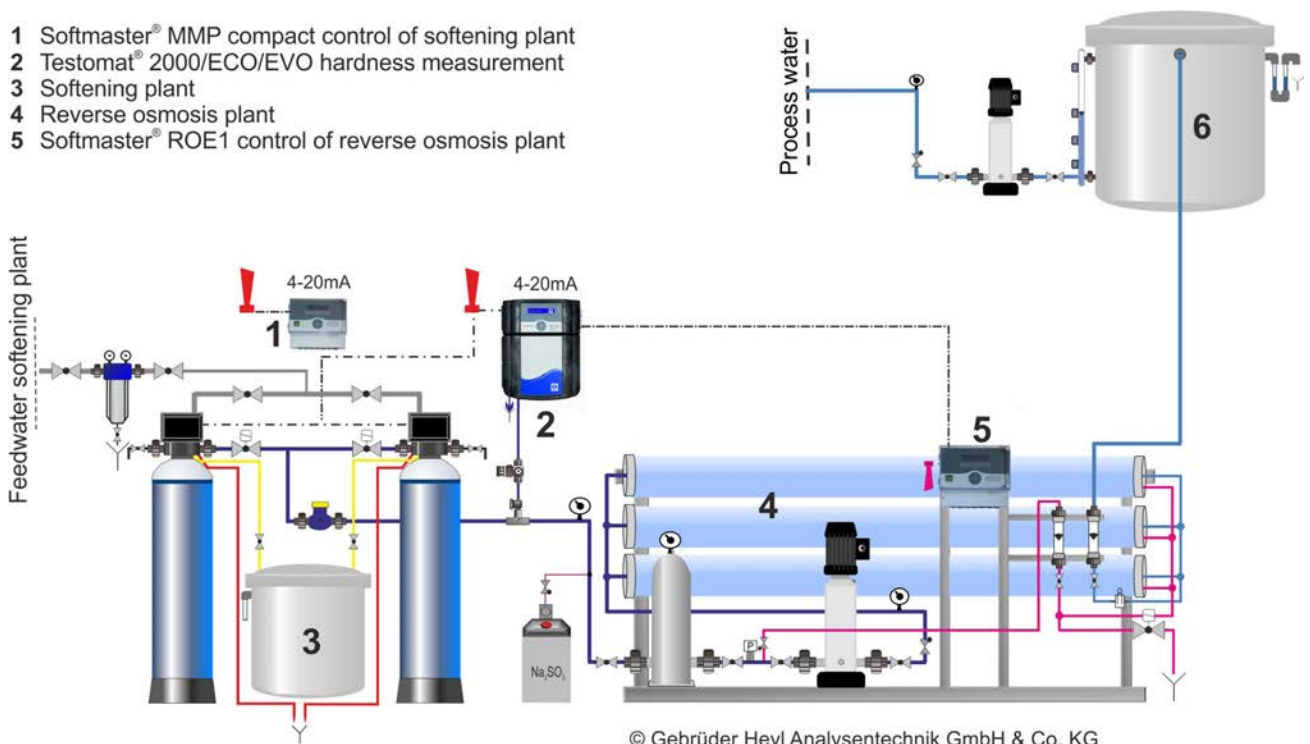 1 Softmaster® MMP compact control of softening plant
2 Testomat® 2000/ECO/EVO hardness measurement
3 Softening plant
4 Reverse osmosis plant
5 Softmaster® ROE1 control of reverse osmosis plant
Process water
6
Feedwater softening plant
4-20mA
1
4-20mA
2
5
4
3
P
© Gebrüder Heyl Analysentechnik GmbH & Co. KG